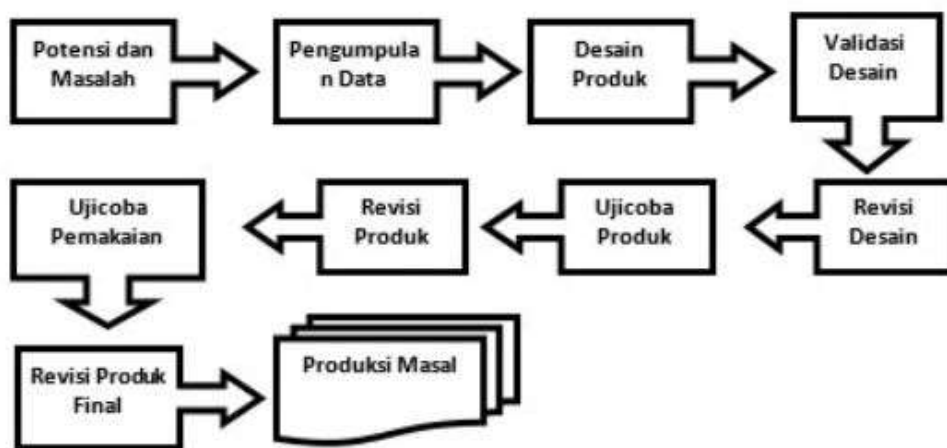 Potensi dan
Masalah
Pengumpula
n Data
Desain
Produk
Validasi
Desain
Revisi
Desain
Ujicoba
Produk
Revisi
Produk
Ujicoba
Pemakaian
Revisi Produk
Final
Produksi Masal